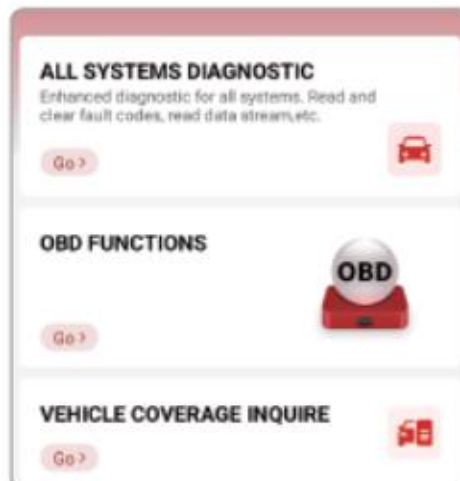 ALL SYSTEMS DIAGNOSTIC
Enhanced diagnostic for all systems. Read and
clear fault codes, read data stream,etc.
Go >
OBD FUNCTIONS
OBD
Go >
VEHICLE COVERAGE INQUIRE
Go >